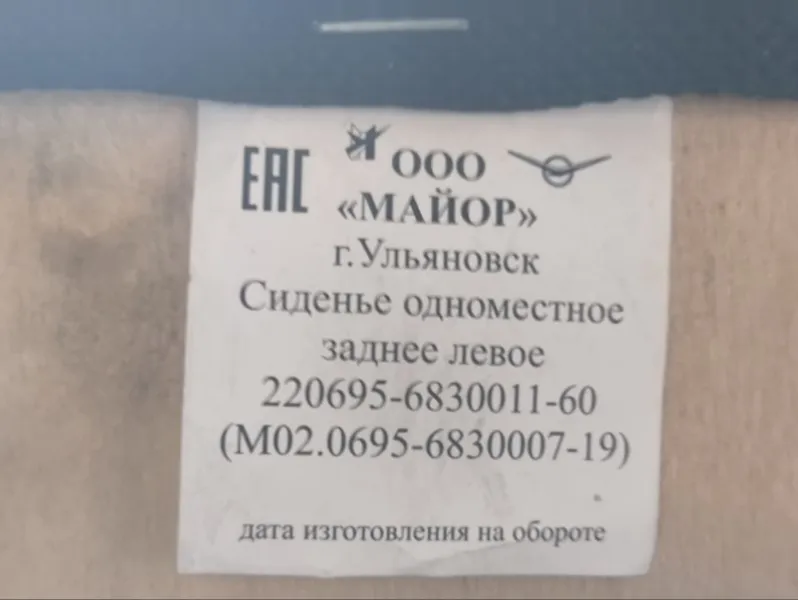 ЕАС
ООО
«МАЙОР»
г.Ульяновск
Сиденье одноместное
заднее левое
220695-6830011-60
(М02.0695-6830007-19)
дата изготовления на обороте